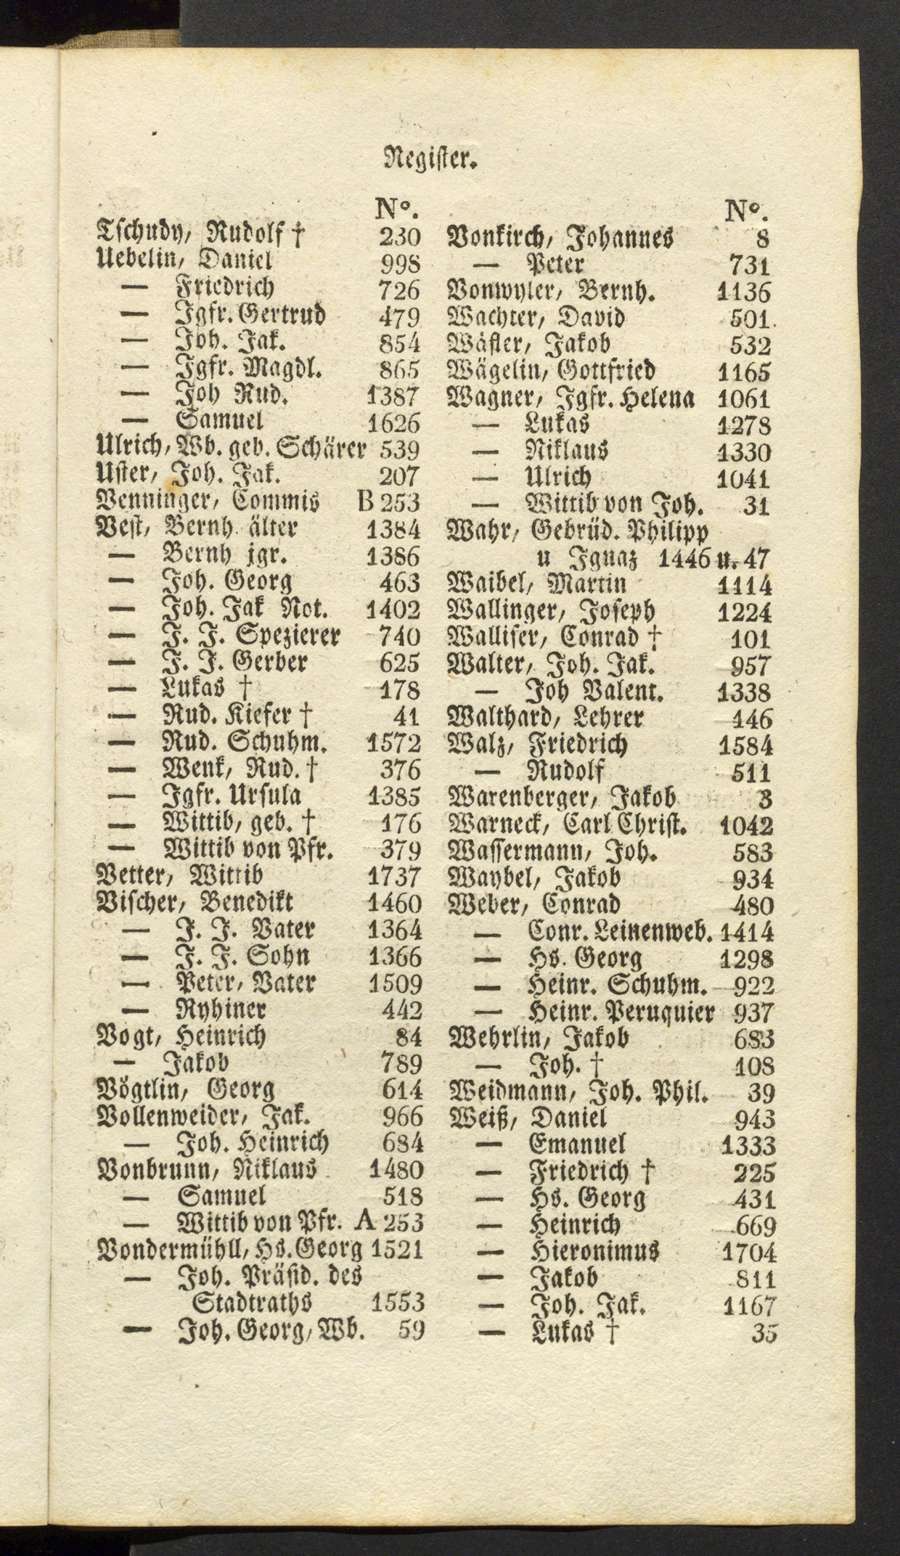 Register.
Nº.
Tschudy, Rudolf † 230
Uebelin, Daniel 998
— Friedrich 726
— Igfr. Gertrud 479
— Joh. Jak. 854
— Igfr. Magdl. 865
— Joh Rud. 1387
— Samuel 1626
Ulrich, Wb. geb. Schärer 539
Uster, Joh. Jak. 207
Venninger, Commis B 253
Vest, Bernh älter 1384
— Bernh jgr. 1386
— Joh. Georg 463
— Joh. Jak Not. 1402
— J. J. Spezierer 740
— J. J. Gerber 625
— Lukas † 178
— Rud. Kiefer † 41
— Rud. Schuhm. 1572
— Wenk, Rud. † 376
— Igfr. Ursula 1385
— Wittib, geb. † 176
— Wittib von Pfr. 379
Vetter, Wittib 1737
Vischer, Benedikt 1460
— J. J. Vater 1364
— J. J. Sohn 1366
— Peter, Vater 1509
— Ryhiner 442
Vogt, Heinrich 84
— Jakob 789
Vögtlin, Georg 614
Vollenweider, Jak. 966
— Joh. Heinrich 684
Vonbrunn, Niklaus 1480
— Samuel 518
— Wittib von Pfr. A 253
Vondermühll, Hs. Georg 1521
— Joh. Präsid. des
Stadtraths 1553
— Joh. Georg, Wb. 59
Nº.
Vonkirch, Johannes 8
— Peter 731
Vonwyler, Bernh. 1136
Wachter, David 501
Wäffler, Jakob 532
Wägelin, Gottfried 1165
Wagner, Igfr. Helena 1061
— Lukas 1278
— Niklaus 1330
— Ulrich 1041
— Wittib von Joh. 31
Wahr, Gebrüd. Philipp
u Ignaz 1446 u. 47
Waibel, Martin 1114
Wallinger, Joseph 1224
Walliser, Conrad † 101
Walter, Joh. Jak. 957
— Joh Valent. 1338
Walthard, Lehrer 146
Walz, Friedrich 1584
— Rudolf 511
Warenberger, Jakob 3
Warneck, Carl Christ. 1042
Wassermann, Joh. 583
Waybel, Jakob 934
Weber, Conrad 480
— Conr. Leinenweb. 1414
— Hs. Georg 1298
— Heinr. Schuhm. 922
— Heinr. Peruquier 937
Wehrlin, Jakob 683
— Joh. † 108
Weidmann, Joh. Phil. 39
Weiß, Daniel 943
— Emanuel 1333
— Friedrich † 225
— Hs. Georg 431
— Heinrich 669
— Hieronimus 1704
— Jakob 811
— Joh. Jak. 1167
— Lukas † 35